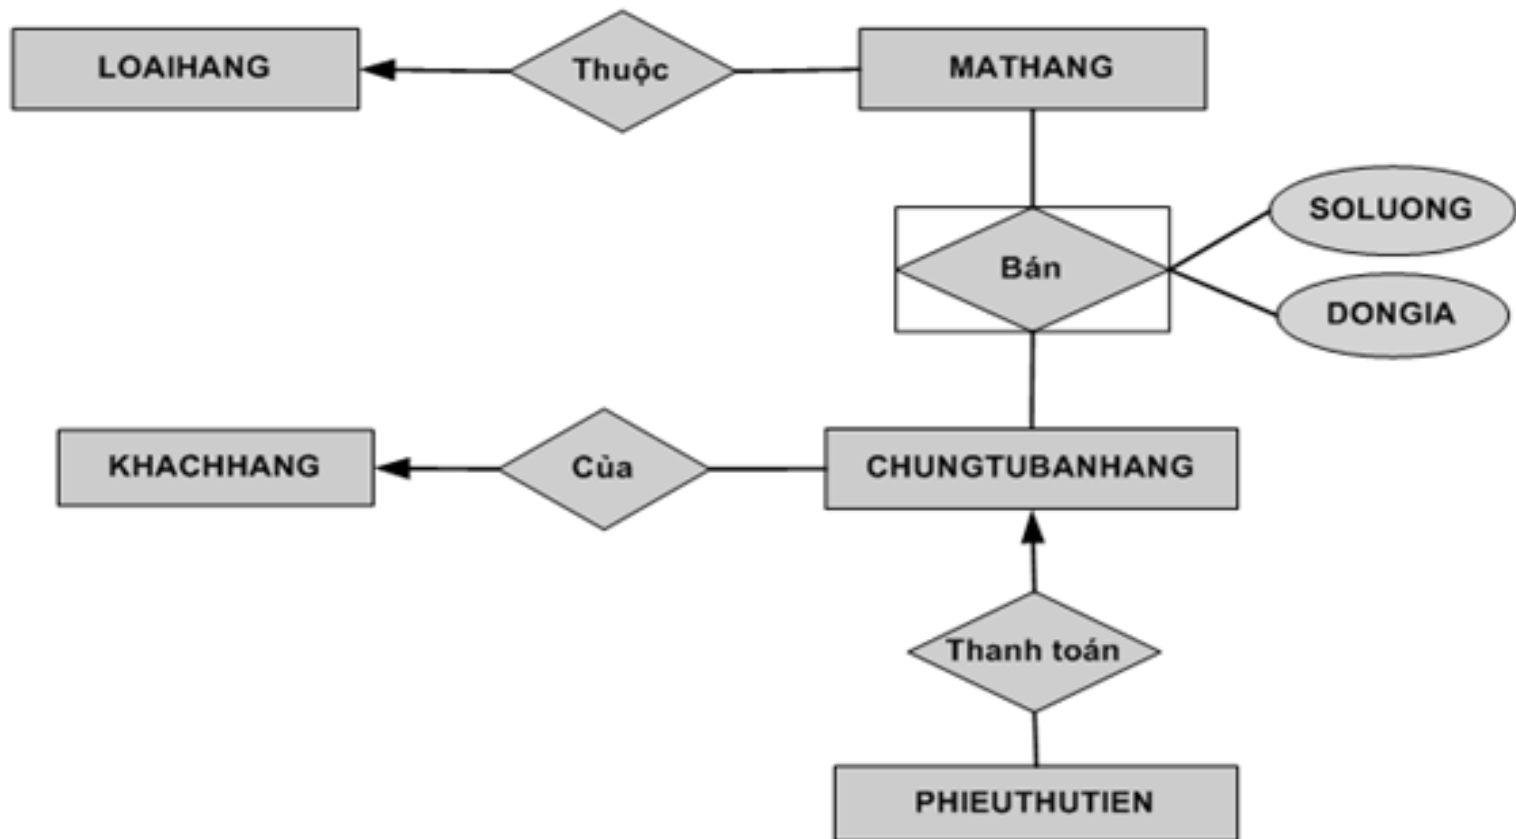 LOAIHANG
Thuộc
MATHANG
SOLUONG
Bán
DONGIA
KHACHHANG
Của
CHUNGTUBANHANG
Thanh toán
PHIEUTHUTIEN